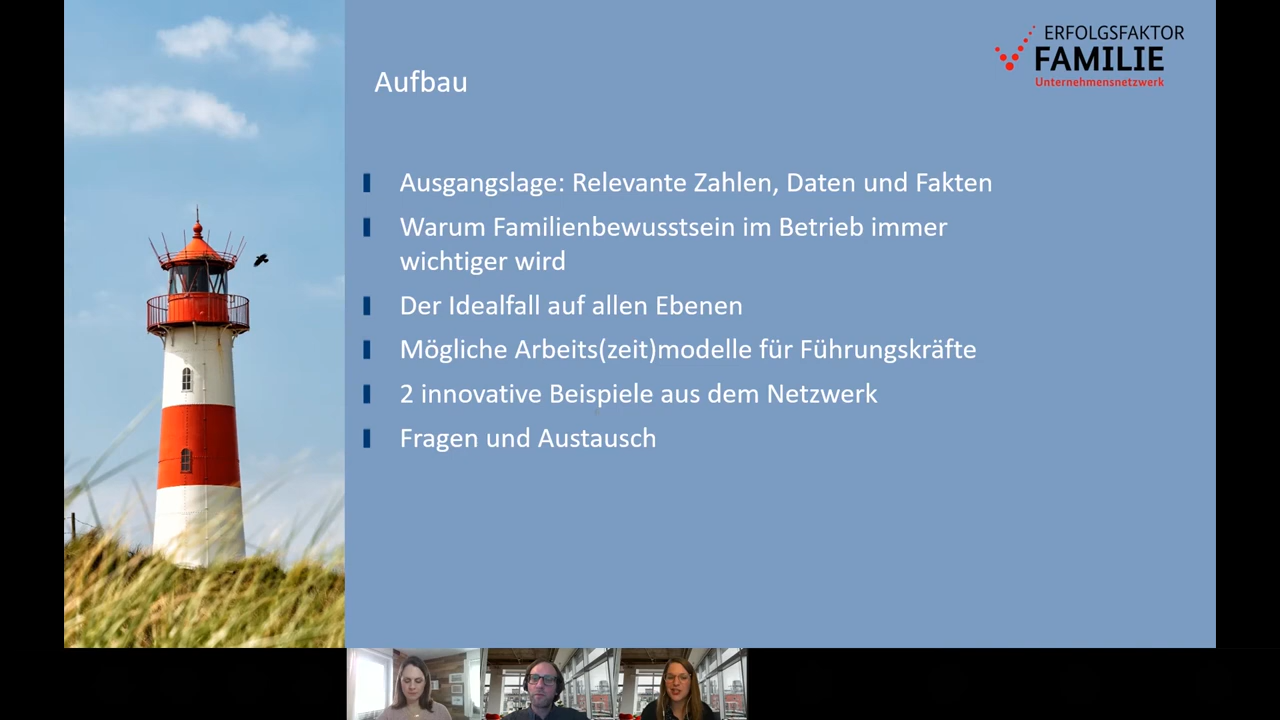 ERFOLGSFAKTOR
FAMILIE
Unternehmensnetzwerk
Aufbau
Ausgangslage: Relevante Zahlen, Daten und Fakten
Warum Familienbewusstsein im Betrieb immer
wichtiger wird
Der Idealfall auf allen Ebenen
Mögliche Arbeits(zeit)modelle für Führungskräfte
2 innovative Beispiele aus dem Netzwerk
Fragen und Austausch